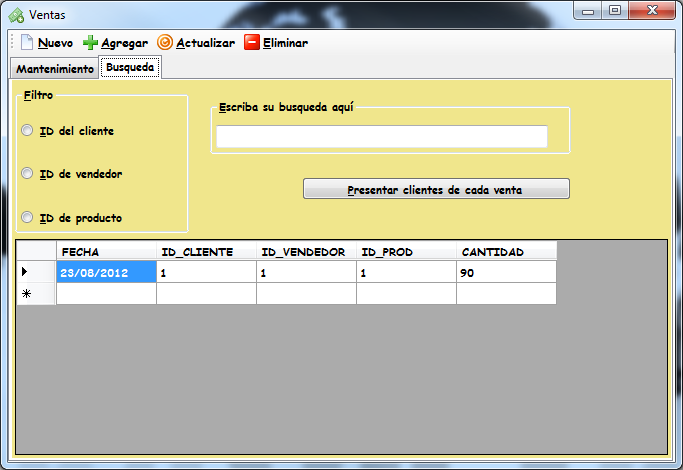 Ventas
Nuevo Agregar Actualizar Eliminar
Mantenimiento Busqueda
Filtro
ID del cliente
ID de vendedor
ID de producto
Escriba su busqueda aquí
Presentar clientes de cada venta
FECHA ID_CLIENTE ID_VENDEDOR ID_PROD CANTIDAD
23/08/2012 1 1 1 90